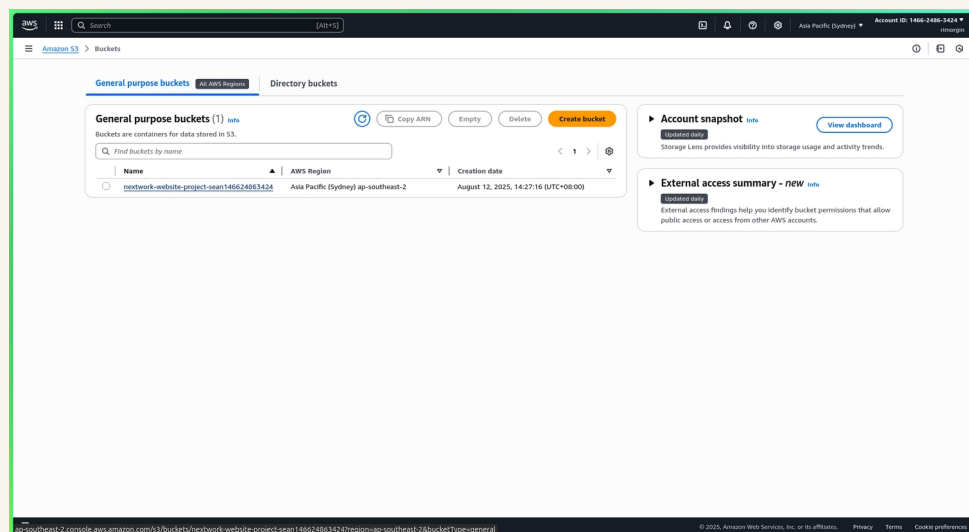 aws
Search [Alt+S]
Asia Pacific (Sydney) ▼
Account ID: 1466-2486-3424 ▼
rimorgin
Amazon S3 > Buckets
General purpose buckets All AWS Regions
Directory buckets
General purpose buckets (1) Info
Copy ARN
Empty
Delete
Create bucket
Buckets are containers for data stored in S3.
Find buckets by name
< 1 >
Name AWS Region Creation date
nextwork-website-project-sean146624863424 Asia Pacific (Sydney) ap-southeast-2 August 12, 2025, 14:27:16 (UTC+08:00)
Account snapshot Info
View dashboard
Updated daily
Storage Lens provides visibility into storage usage and activity trends.
External access summary - new Info
Updated daily
External access findings help you identify bucket permissions that allow
public access or access from other AWS accounts.
ap-southeast-2.console.aws.amazon.com/s3/buckets/nextwork-website-project-sean146624863424?region=ap-southeast-2&bucketType=general
© 2025, Amazon Web Services, Inc. or its affiliates. Privacy Terms Cookie preferences